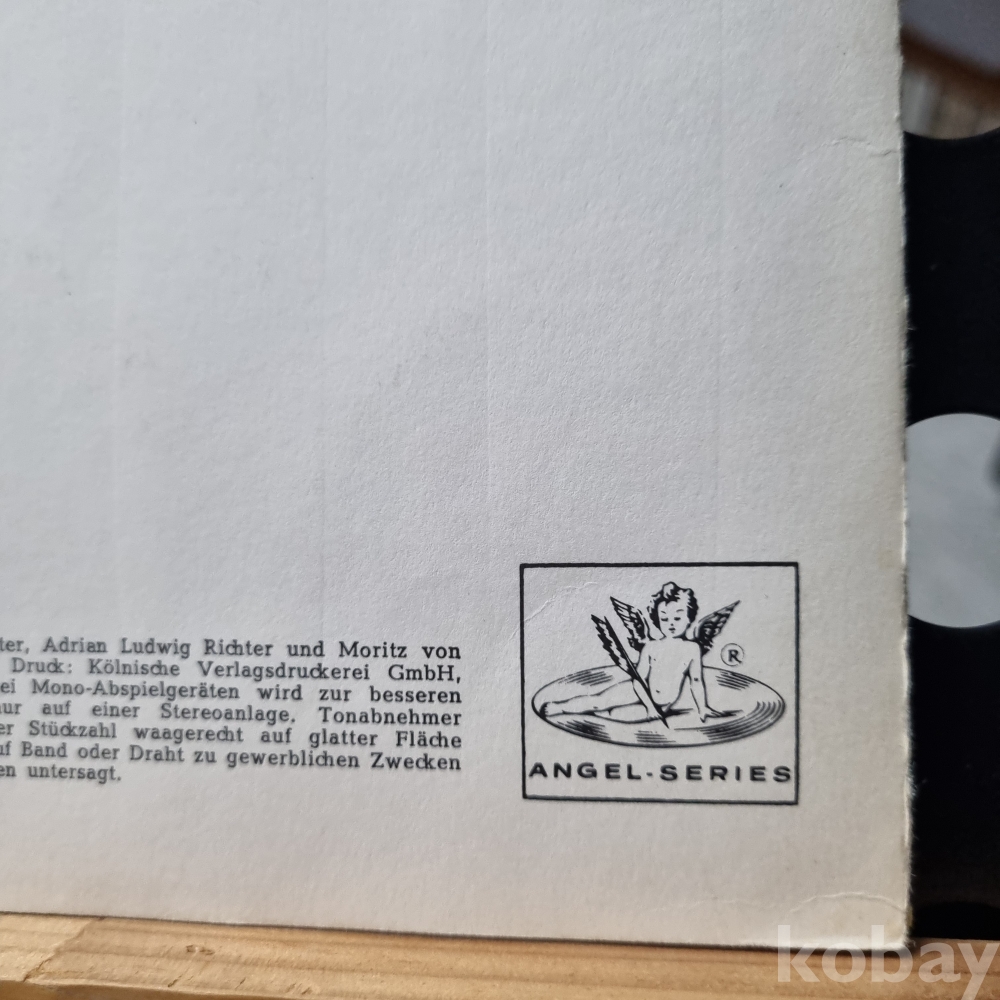 ter, Adrian Ludwig Richter und Moritz von
Druck: Kölnische Verlagsdruckerei GmbH,
ei Mono-Abspielgeräten wird zur besseren
ur auf einer Stereoanlage. Tonabnehmer
er Stückzahl waagerecht auf glatter Fläche
uf Band oder Draht zu gewerblichen Zwecken
en untersagt.
®
ANGEL-SERIES
kobay